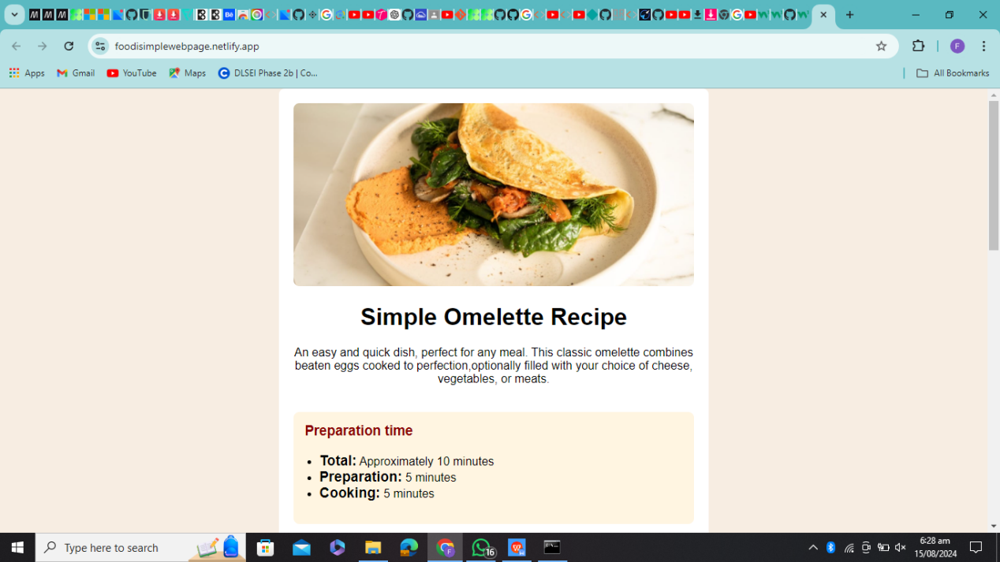 foodisimplewebpage.netlify.app
Apps
Gmail
YouTube
Maps
DLSEI Phase 2b | Co...
All Bookmarks
Simple Omelette Recipe
An easy and quick dish, perfect for any meal. This classic omelette combines
beaten eggs cooked to perfection,optionally filled with your choice of cheese,
vegetables, or meats.
Preparation time
Total: Approximately 10 minutes
Preparation: 5 minutes
Cooking: 5 minutes
Type here to search
16
6:28 am
15/08/2024